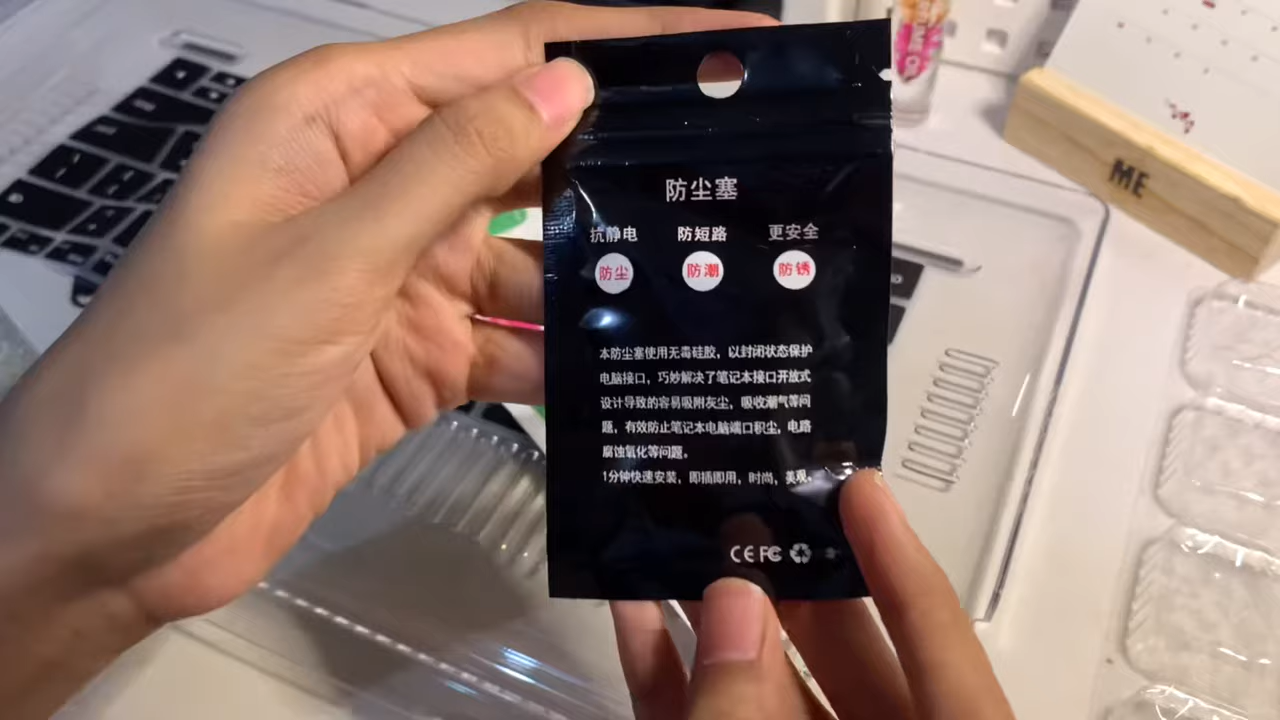 防尘塞
抗静电 防短路 更安全
防尘 防潮 防锈
本防尘塞使用无毒硅胶，以封闭状态保护
电脑接口，巧妙解决了笔记本接口开放式
设计导致的容易吸附灰尘，吸收潮气等问
题，有效防止笔记本电脑端口积尘，电路
腐蚀氧化等问题。
1分钟快速安装，即插即用，时尚，美观。
CE FC
ME